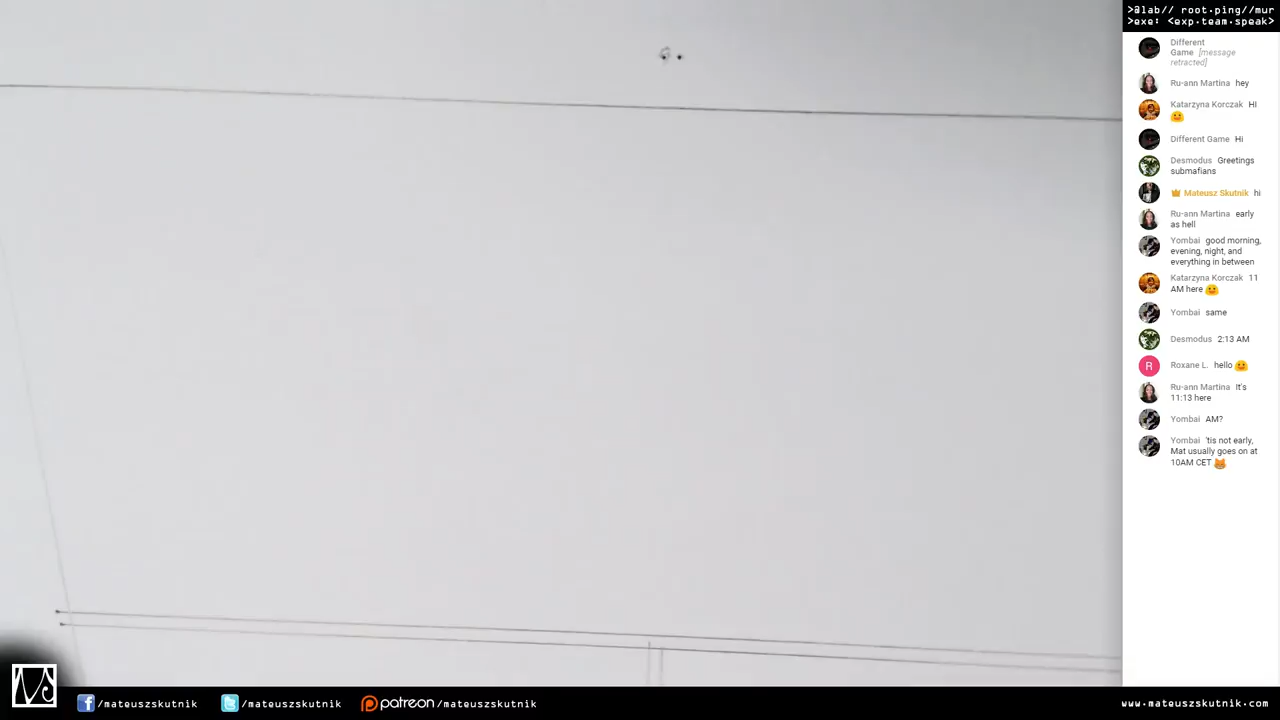 >@lab// root.ping//mur
>exe: <exp.team.speak>
Different
Game [message
retracted]
Ru-ann Martina hey
Katarzyna Korczak HI
Different Game Hi
Desmodus Greetings
submafians
Mateusz Skutnik hi
Ru-ann Martina early
as hell
Yombai good morning,
evening, night, and
everything in between
Katarzyna Korczak 11
AM here
Yombai same
Desmodus 2:13 AM
R
Roxane L. hello
Ru-ann Martina It's
11:13 here
Yombai AM?
Yombai 'tis not early,
Mat usually goes on at
10AM CET
/mateuszskutnik
/mateuszskutnik
patreon/mateuszskutnik
www.mateuszskutnik.com